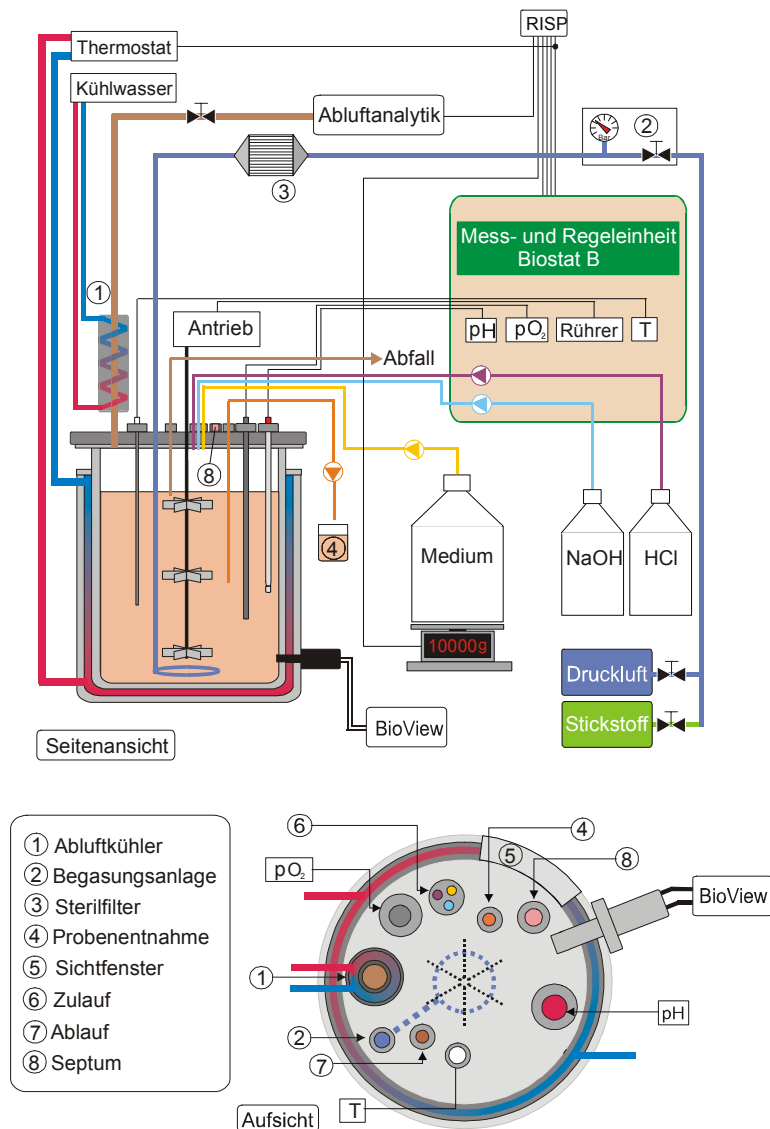 Thermostat
RISP
Kühlwasser
Abluftanalytik
Bar
2
3
Mess- und Regeleinheit
Biostat B
1
Antrieb
pH
pO2
Rührer
T
Abfall
8
4
Medium
NaOH
HCl
10000g
Druckluft
Stickstoff
BioView
Seitenansicht
1 Abluftkühler
2 Begasungsanlage
3 Sterilfilter
4 Probenentnahme
5 Sichtfenster
6 Zulauf
7 Ablauf
8 Septum
6
4
5
8
pO2
BioView
1
pH
2
7
T
Aufsicht